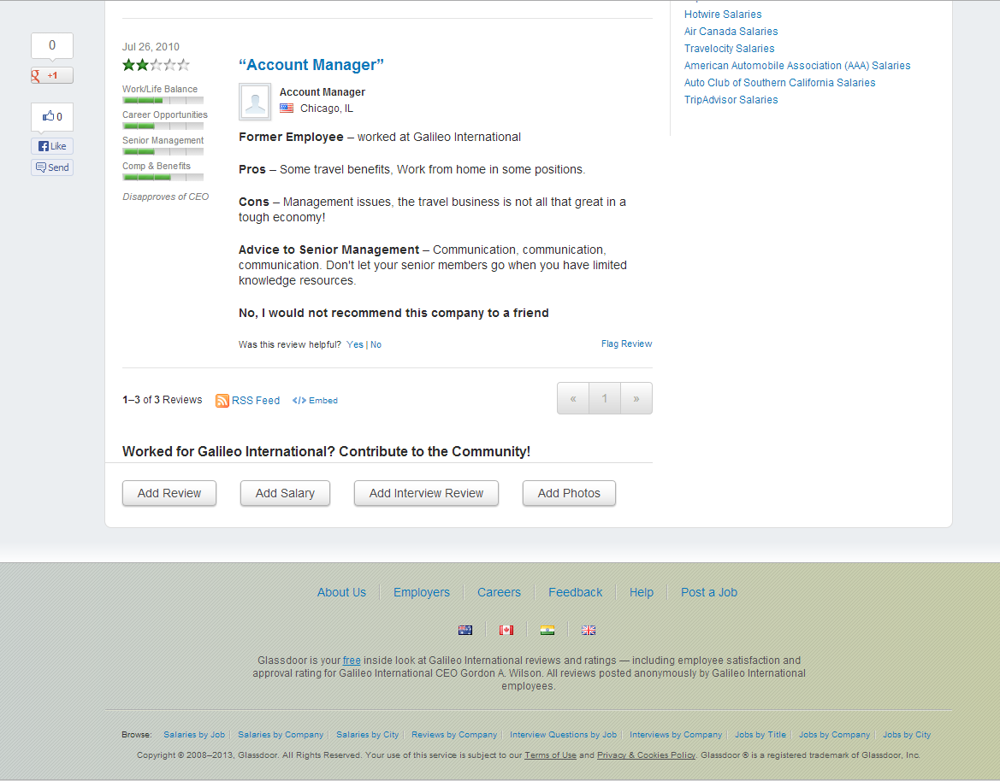 Hotwire Salaries
Air Canada Salaries
Travelocity Salaries
American Automobile Association (AAA) Salaries
Auto Club of Southern California Salaries
TripAdvisor Salaries
0
+1
0
Like
Send
Jul 26, 2010
Work/Life Balance
Career Opportunities
Senior Management
Comp & Benefits
Disapproves of CEO
“Account Manager”
Account Manager
Chicago, IL
Former Employee – worked at Galileo International
Pros – Some travel benefits, Work from home in some positions.
Cons – Management issues, the travel business is not all that great in a
tough economy!
Advice to Senior Management – Communication, communication,
communication. Don't let your senior members go when you have limited
knowledge resources.
No, I would not recommend this company to a friend
Was this review helpful? Yes | No
Flag Review
1–3 of 3 Reviews
RSS Feed
</> Embed
« 1 »
Worked for Galileo International? Contribute to the Community!
Add Review
Add Salary
Add Interview Review
Add Photos
About Us
Employers
Careers
Feedback
Help
Post a Job
Glassdoor is your free inside look at Galileo International reviews and ratings — including employee satisfaction and
approval rating for Galileo International CEO Gordon A. Wilson. All reviews posted anonymously by Galileo International
employees.
Browse: Salaries by Job Salaries by Company Salaries by City Reviews by Company Interview Questions by Job Interviews by Company Jobs by Title Jobs by Company Jobs by City
Copyright © 2008–2013, Glassdoor. All Rights Reserved. Your use of this service is subject to our Terms of Use and Privacy & Cookies Policy. Glassdoor ® is a registered trademark of Glassdoor, Inc.